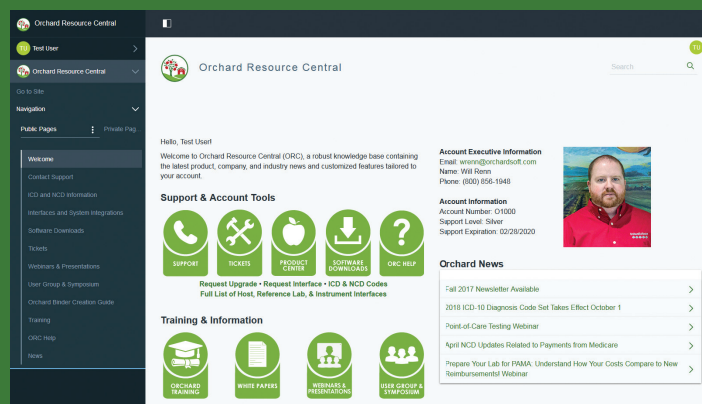 Orchard Resource Central
TU Test User
Orchard Resource Central
Go to Site
Navigation
Public Pages
Private Pag...
Welcome
Contact Support
ICD and NCD Information
Interfaces and System Integrations
Software Downloads
Tickets
Webinars & Presentations
User Group & Symposium
Orchard Binder Creation Guide
Training
ORC Help
News
TU
Orchard Resource Central
Search
Hello, Test User!
Welcome to Orchard Resource Central (ORC), a robust knowledge base containing
the latest product, company, and industry news and customized features tailored to
your account.
Support & Account Tools
SUPPORT
TICKETS
PRODUCT
CENTER
SOFTWARE
DOWNLOADS
?
ORC HELP
Request Upgrade • Request Interface • ICD & NCD Codes
Full List of Host, Reference Lab, & Instrument Interfaces
Training & Information
ORCHARD
TRAINING
WHITE PAPERS
WEBINARS &
PRESENTATIONS
USER GROUP &
SYMPOSIUM
Account Executive Information
Email: wrenn@orchardsoft.com
Name: Will Renn
Phone: (800) 856-1948
Account Information
Account Number: O1000
Support Level: Silver
Support Expiration: 02/28/2020
Orchard News
Fall 2017 Newsletter Available
2018 ICD-10 Diagnosis Code Set Takes Effect October 1
Point-of-Care Testing Webinar
April NCD Updates Related to Payments from Medicare
Prepare Your Lab for PAMA: Understand How Your Costs Compare to New
Reimbursements! Webinar